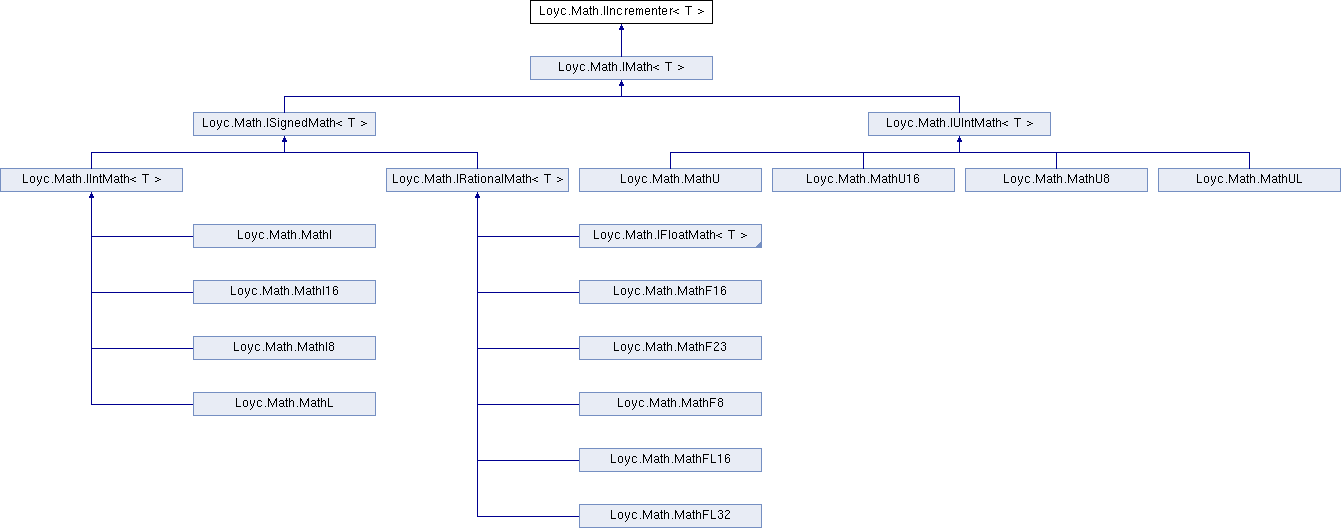 Loyc.Math.IIncrementer< T >
Loyc.Math.IMath< T >
Loyc.Math.ISignedMath< T >
Loyc.Math.IUIntMath< T >
Loyc.Math.IIntMath< T >
Loyc.Math.IRationalMath< T >
Loyc.Math.MathU
Loyc.Math.MathU16
Loyc.Math.MathU8
Loyc.Math.MathUL
Loyc.Math.MathI
Loyc.Math.IFloatMath< T >
Loyc.Math.MathI16
Loyc.Math.MathF16
Loyc.Math.MathI8
Loyc.Math.MathF23
Loyc.Math.MathL
Loyc.Math.MathF8
Loyc.Math.MathFL16
Loyc.Math.MathFL32